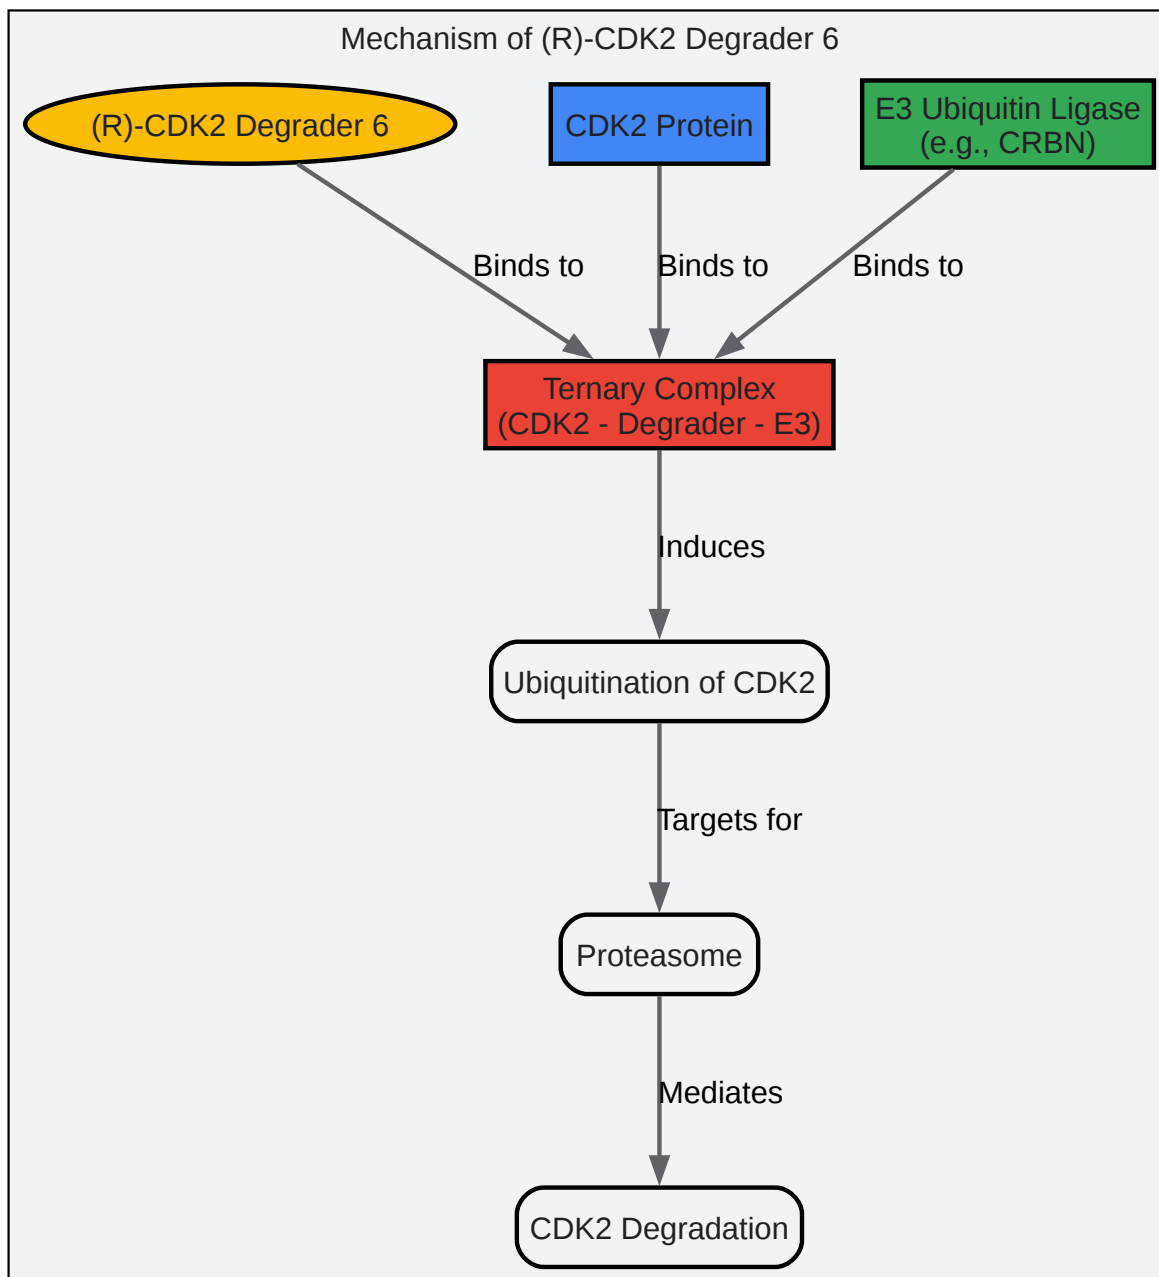 Mechanism of (R)-CDK2 Degrader 6
(R)-CDK2 Degrader 6
CDK2 Protein
E3 Ubiquitin Ligase
(e.g., CRBN)
Binds to
Binds to
Binds to
Ternary Complex
(CDK2 - Degrader - E3)
Induces
Ubiquitination of CDK2
Targets for
Proteasome
Mediates
CDK2 Degradation